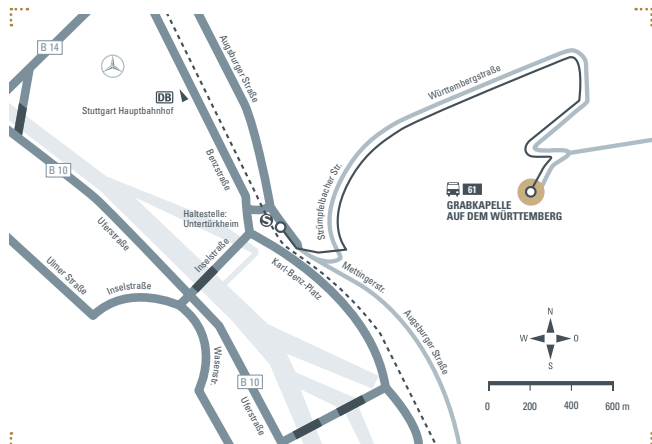 B 14
Augsburger Straße
DB
Stuttgart Hauptbahnhof
Württembergstraße
Benzstraße
B 10
Strümpfelbacher Str.
61
GRABKAPELLE
AUF DEM WÜRTTEMBERG
Haltestelle:
Untertürkheim
S
Uferstraße
Inselstraße
Ulmer Straße
Inselstraße
Karl-Benz-Platz
Mettingerstr.
Augsburger Straße
N
W
O
S
Wasenstr.
B 10
Uferstraße
0 200 400 600 m